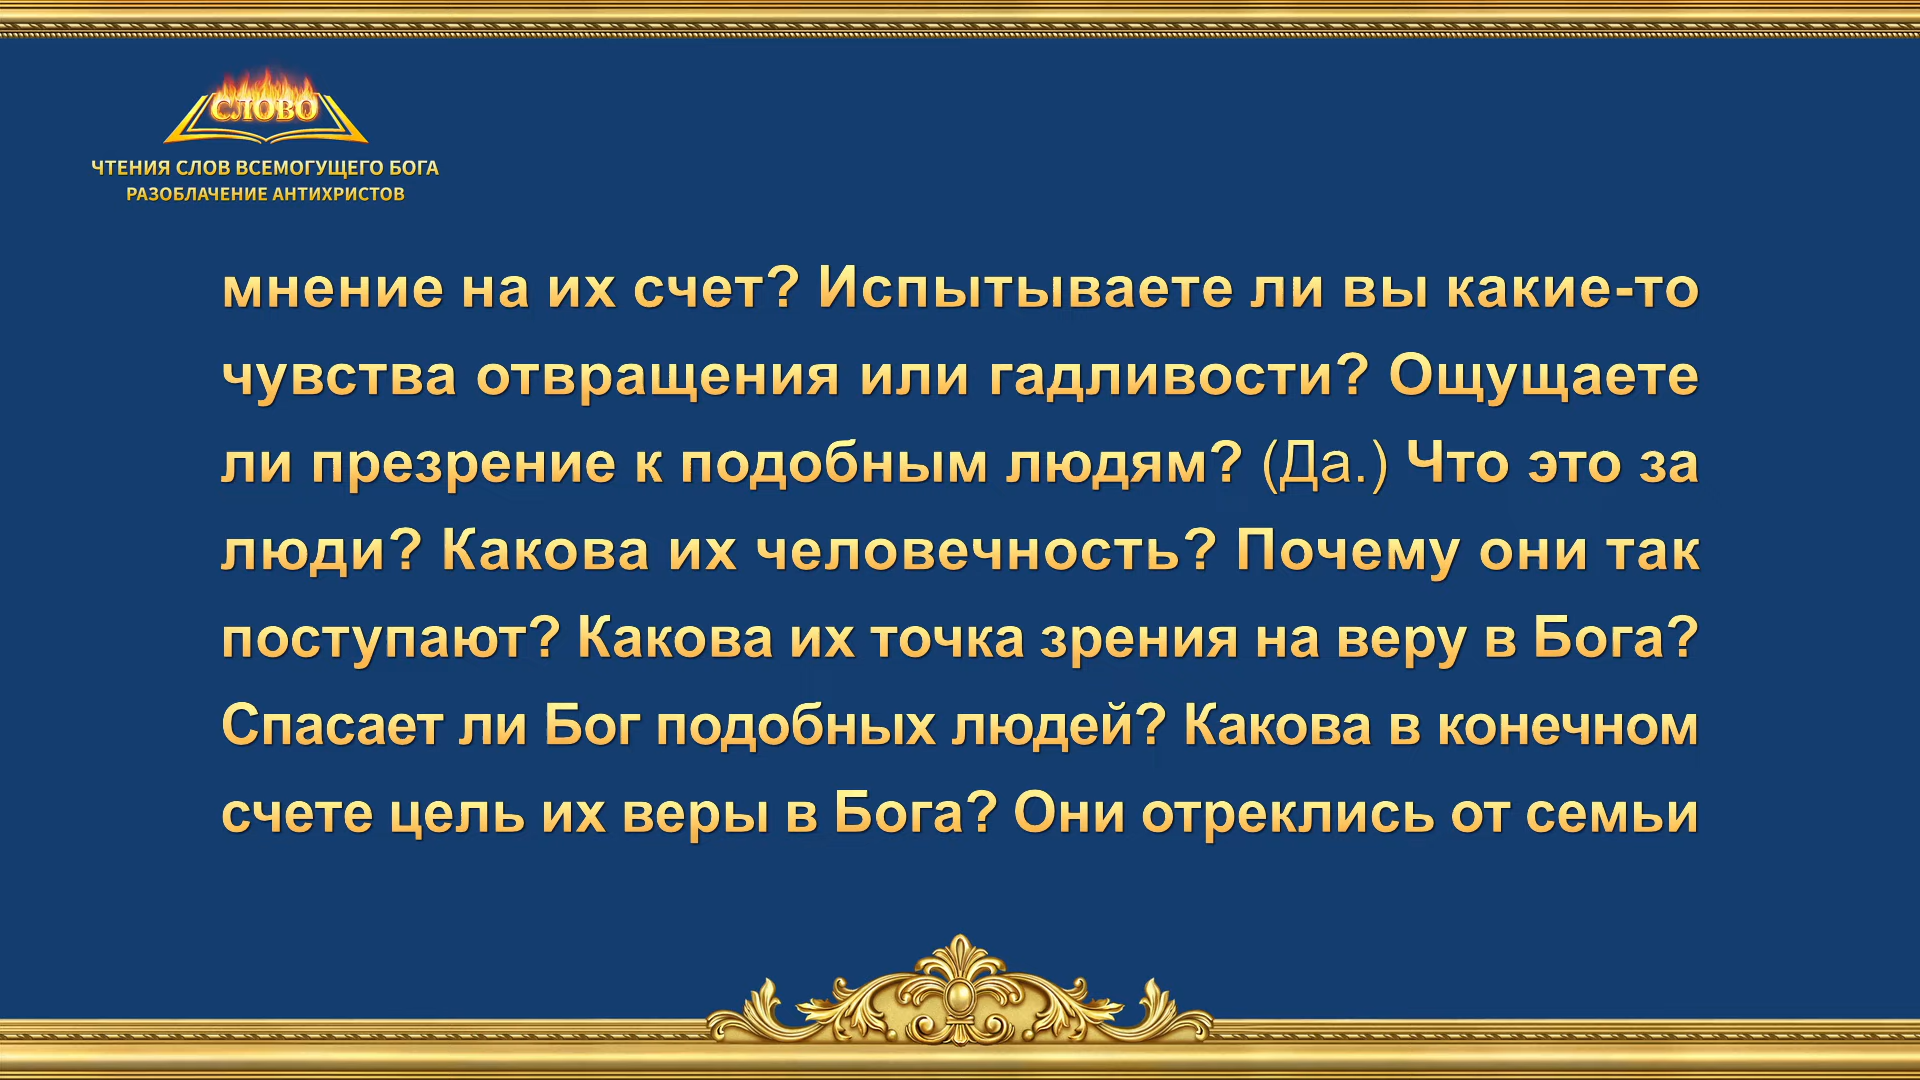 СЛОВО
ЧТЕНИЯ СЛОВ ВСЕМОГУЩЕГО БОГА
РАЗОБЛАЧЕНИЕ АНТИХРИСТОВ
мнение на их счет? Испытываете ли вы какие-то
чувства отвращения или гадливости? Ощущаете
ли презрение к подобным людям? (Да.) Что это за
люди? Какова их человечность? Почему они так
поступают? Какова их точка зрения на веру в Бога?
Спасает ли Бог подобных людей? Какова в конечном
счете цель их веры в Бога? Они отреклись от семьи